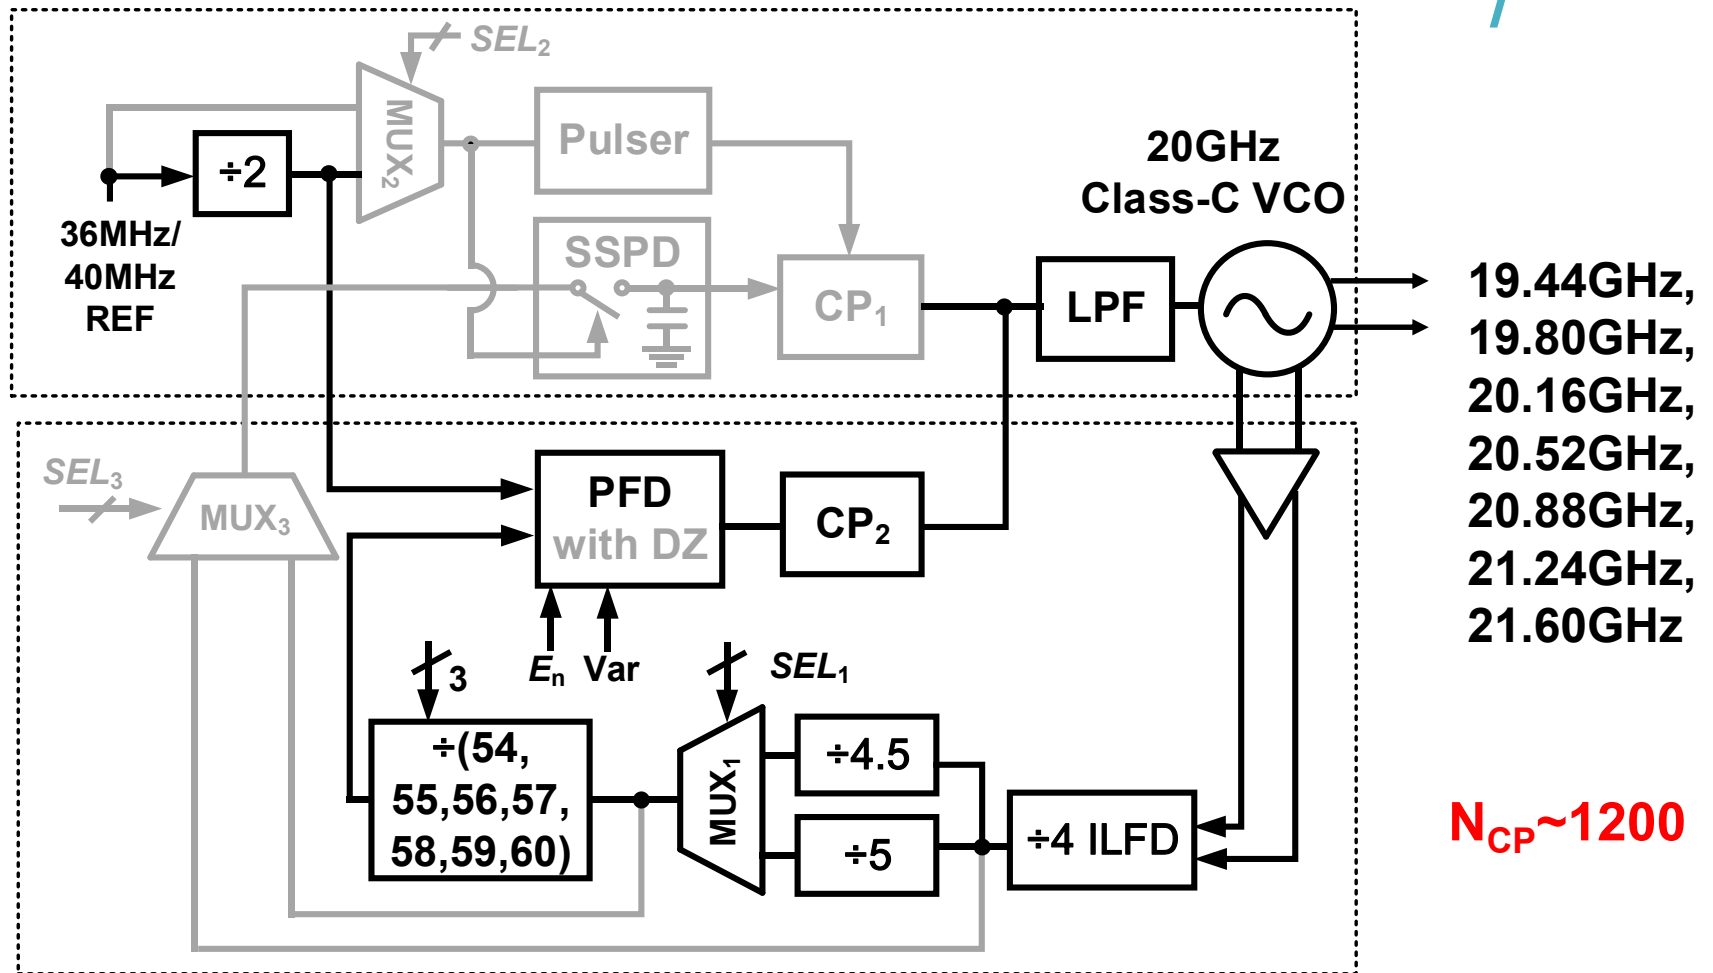 SEL2
MUX2
Pulser
÷2
20GHz
Class-C VCO
36MHz/
40MHz
REF
SSPD
CP1
LPF
19.44GHz,
19.80GHz,
20.16GHz,
20.52GHz,
20.88GHz,
21.24GHz,
21.60GHz
SEL3
MUX3
PFD
with DZ
CP2
En Var
3
SEL1
÷(54,
55,56,57,
58,59,60)
MUX1
÷4.5
÷5
÷4 ILFD
NCP~1200